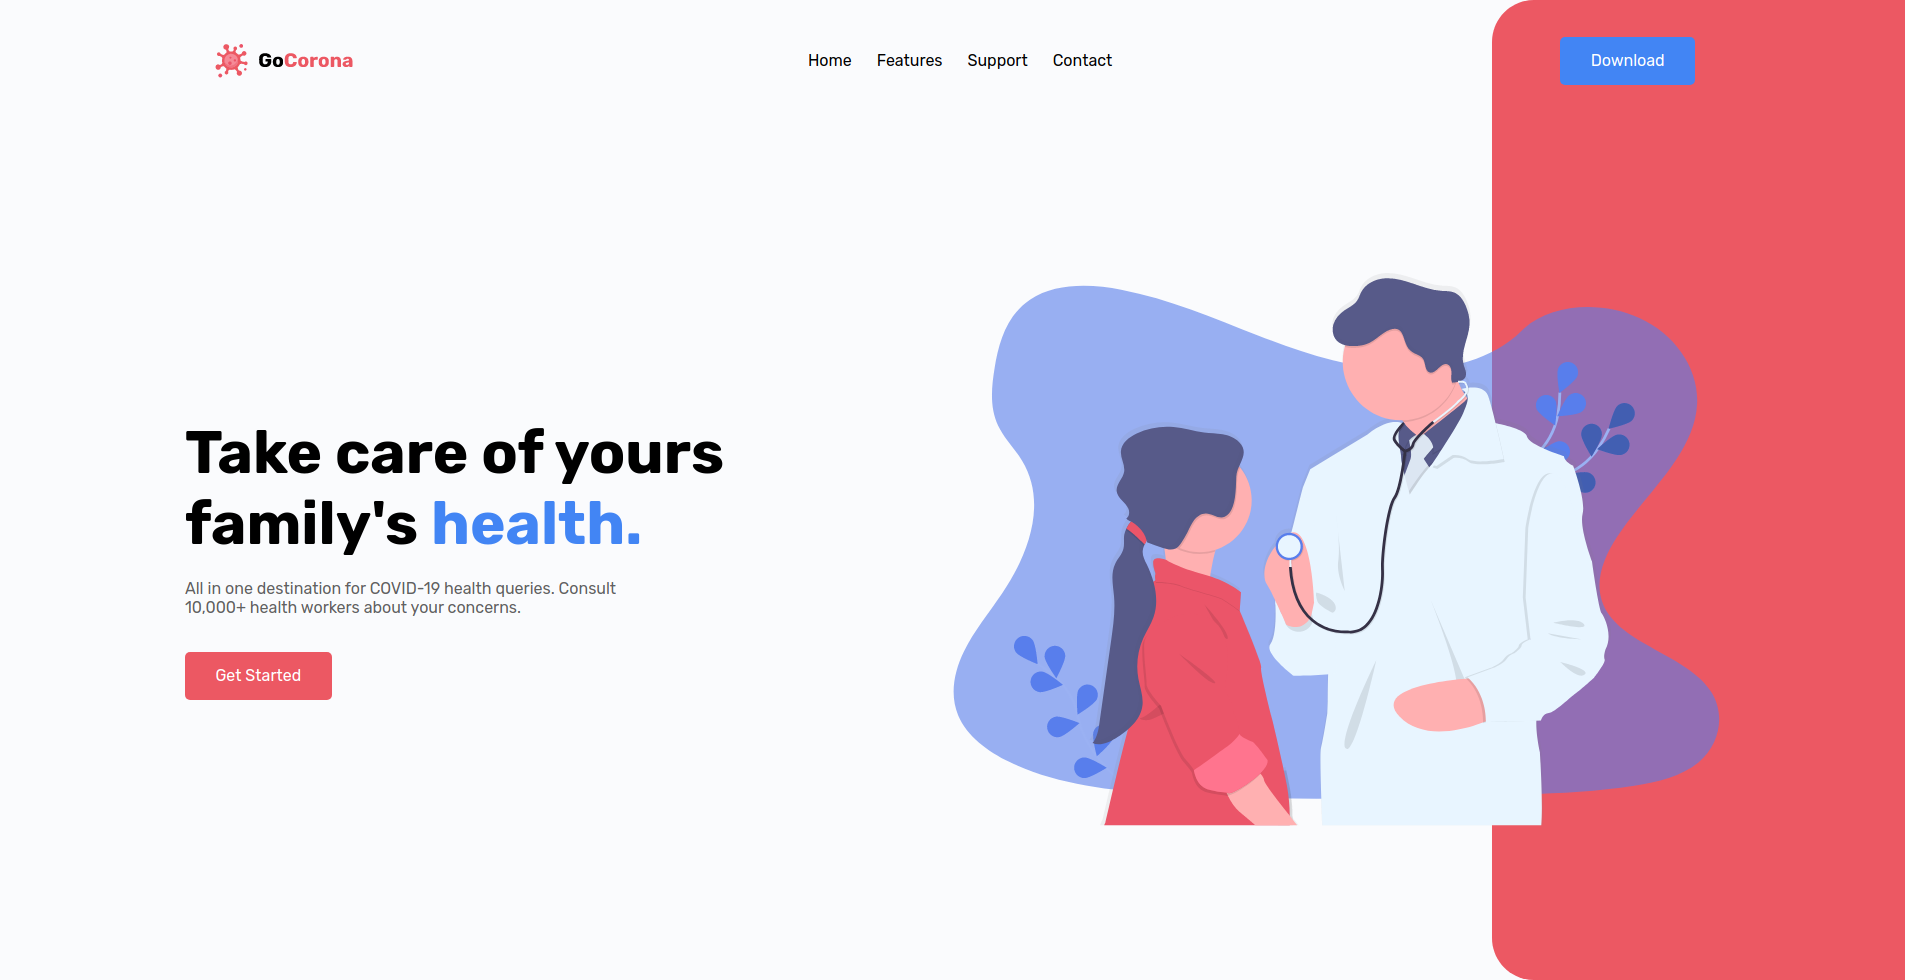 GoCorona
Home Features Support Contact
Download
Take care of yours
family's health.
All in one destination for COVID-19 health queries. Consult
10,000+ health workers about your concerns.
Get Started